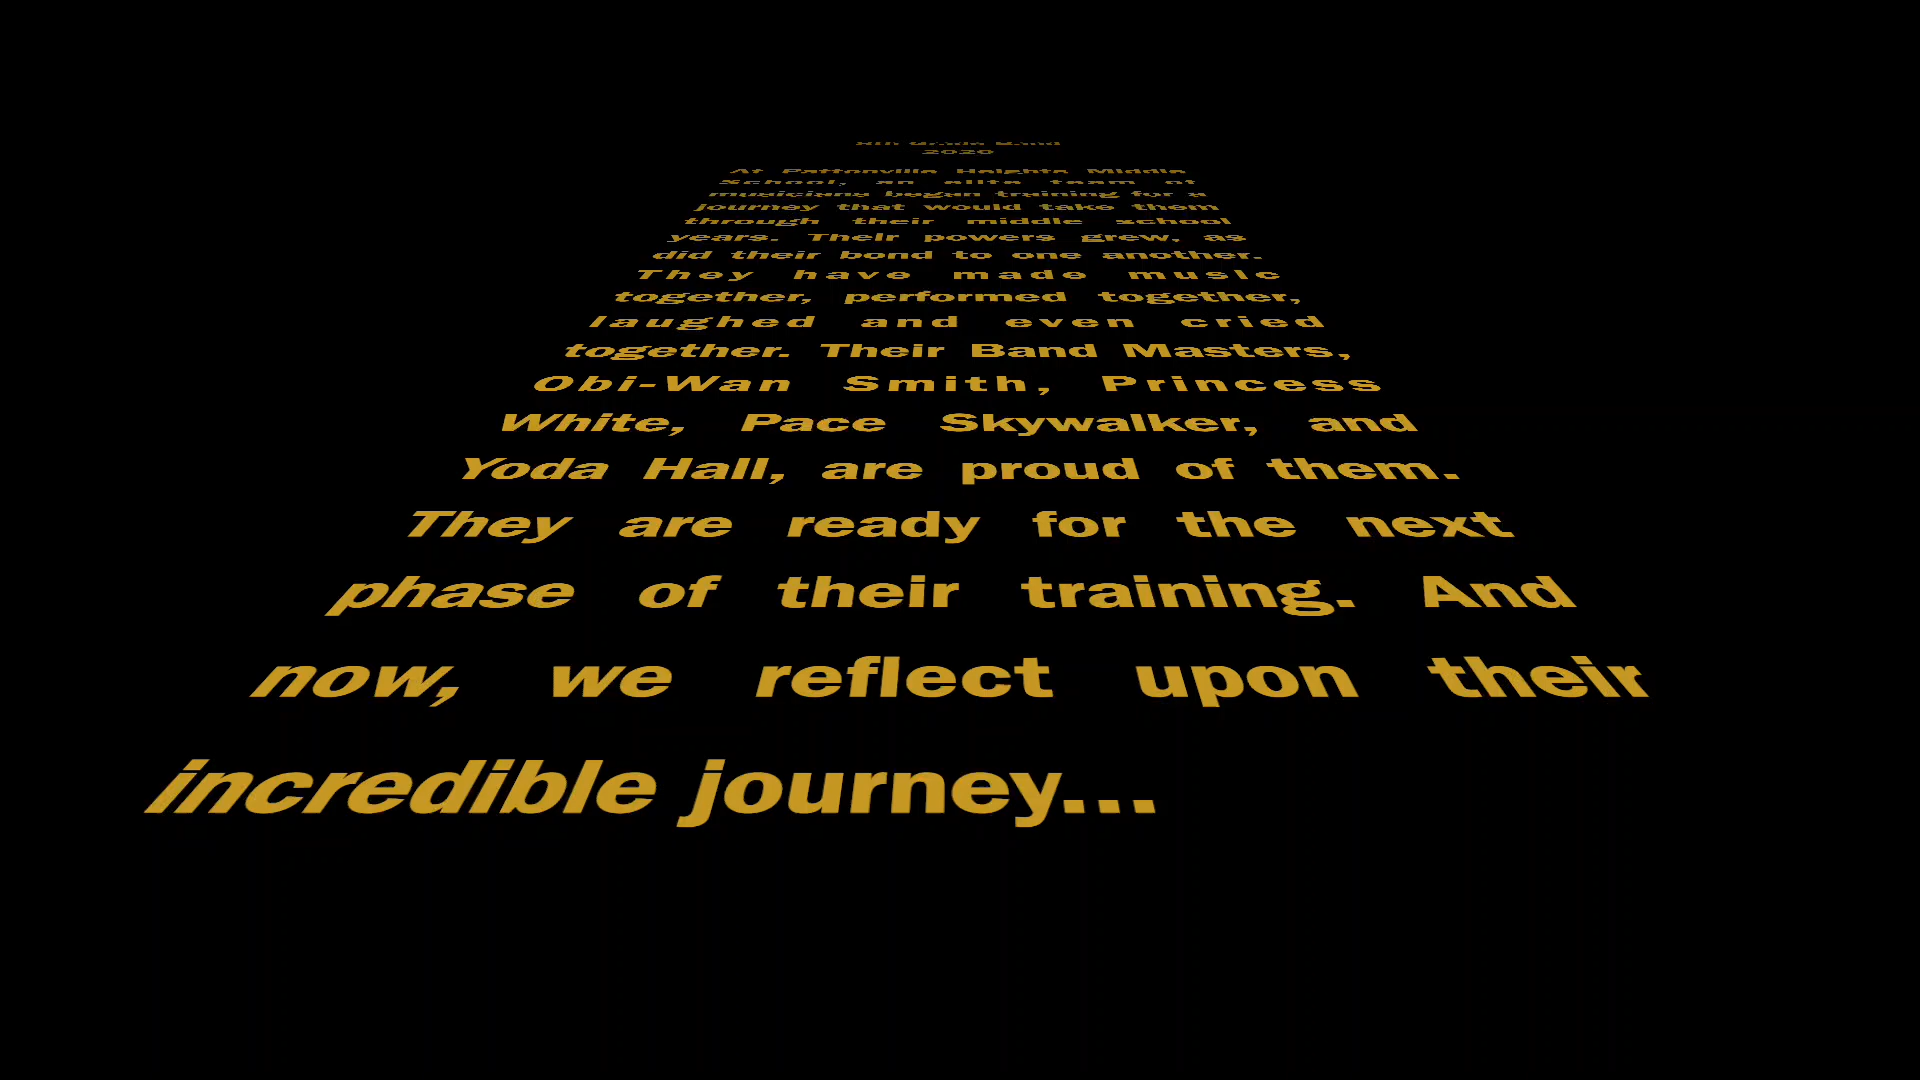 8th Grade Band
2020
At Pattonville Heights Middle
School, an elite team of
musicians began training for a
journey that would take them
through their middle school
years. Their powers grew, as
did their bond to one another.
They have made music
together, performed together,
laughed and even cried
together. Their Band Masters,
Obi-Wan Smith, Princess
White, Pace Skywalker, and
Yoda Hall, are proud of them.
They are ready for the next
phase of their training. And
now, we reflect upon their
incredible journey...